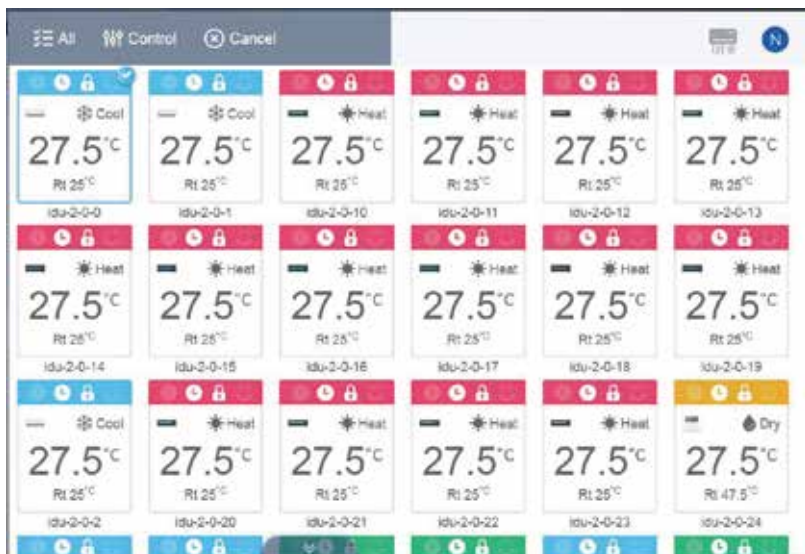 All Control Cancel N
Cool Cool Heat Heat Heat Heat
27.5°C 27.5°C 27.5°C 27.5°C 27.5°C 27.5°C
Rt 25°C Rt 25°C Rt 25°C Rt 25°C Rt 25°C Rt 25°C
idu-2-0-0 idu-2-0-1 idu-2-0-10 idu-2-0-11 idu-2-0-12 idu-2-0-13
Heat Heat Heat Heat Heat Heat
27.5°C 27.5°C 27.5°C 27.5°C 27.5°C 27.5°C
Rt 25°C Rt 25°C Rt 25°C Rt 25°C Rt 25°C Rt 25°C
idu-2-0-14 idu-2-0-15 idu-2-0-16 idu-2-0-17 idu-2-0-18 idu-2-0-19
Cool Heat Heat Heat Heat Dry
27.5°C 27.5°C 27.5°C 27.5°C 27.5°C 27.5°C
Rt 25°C Rt 25°C Rt 25°C Rt 25°C Rt 25°C Rt 47.5°C
idu-2-0-2 idu-2-0-20 idu-2-0-21 idu-2-0-22 idu-2-0-23 idu-2-0-24